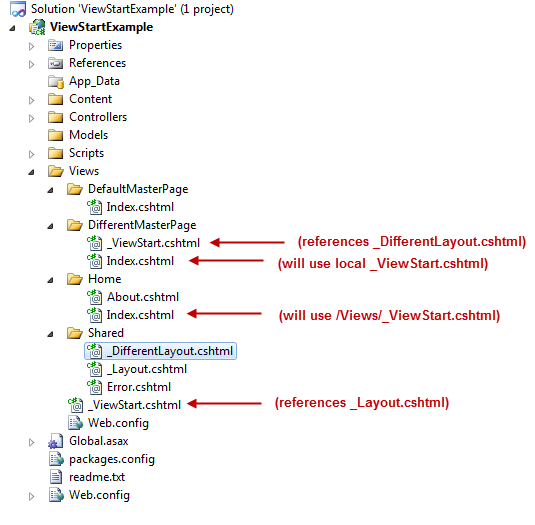 Solution 'ViewStartExample' (1 project)
ViewStartExample
Properties
References
App_Data
Content
Controllers
Models
Scripts
Views
DefaultMasterPage
Index.cshtml
DifferentMasterPage
_ViewStart.cshtml (references _DifferentLayout.cshtml)
Index.cshtml (will use local _ViewStart.cshtml)
Home
About.cshtml
Index.cshtml (will use /Views/_ViewStart.cshtml)
Shared
_DifferentLayout.cshtml
_Layout.cshtml
Error.cshtml
_ViewStart.cshtml (references _Layout.cshtml)
Web.config
Global.asax
packages.config
readme.txt
Web.config